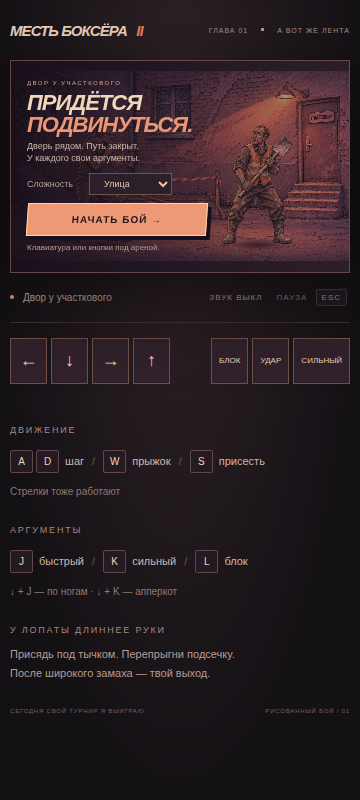 МЕСТЬ БОКСЁРА II
ГЛАВА 01 ▪ А ВОТ ЖЕ ЛЕНТА
ДВОР У УЧАСТКОВОГО
ПРИДЁТСЯ
ПОДВИНУТЬСЯ.
Дверь рядом. Путь закрыт.
У каждого свои аргументы.
Сложность Улица
НАЧАТЬ БОЙ →
Клавиатура или кнопки под ареной.
Двор у участкового
ЗВУК ВЫКЛ ПАУЗА ESC
← ↓ → ↑ БЛОК УДАР СИЛЬНЫЙ
ДВИЖЕНИЕ
A D шаг / W прыжок / S присесть
Стрелки тоже работают
АРГУМЕНТЫ
J быстрый / K сильный / L блок
↓ + J — по ногам · ↓ + K — апперкот
У ЛОПАТЫ ДЛИННЕЕ РУКИ
Присядь под тычком. Перепрыгни подсечку.
После широкого замаха — твой выход.
СЕГОДНЯ СВОЙ ТУРНИР Я ВЫИГРАЮ.
РИСОВАННЫЙ БОЙ / 01